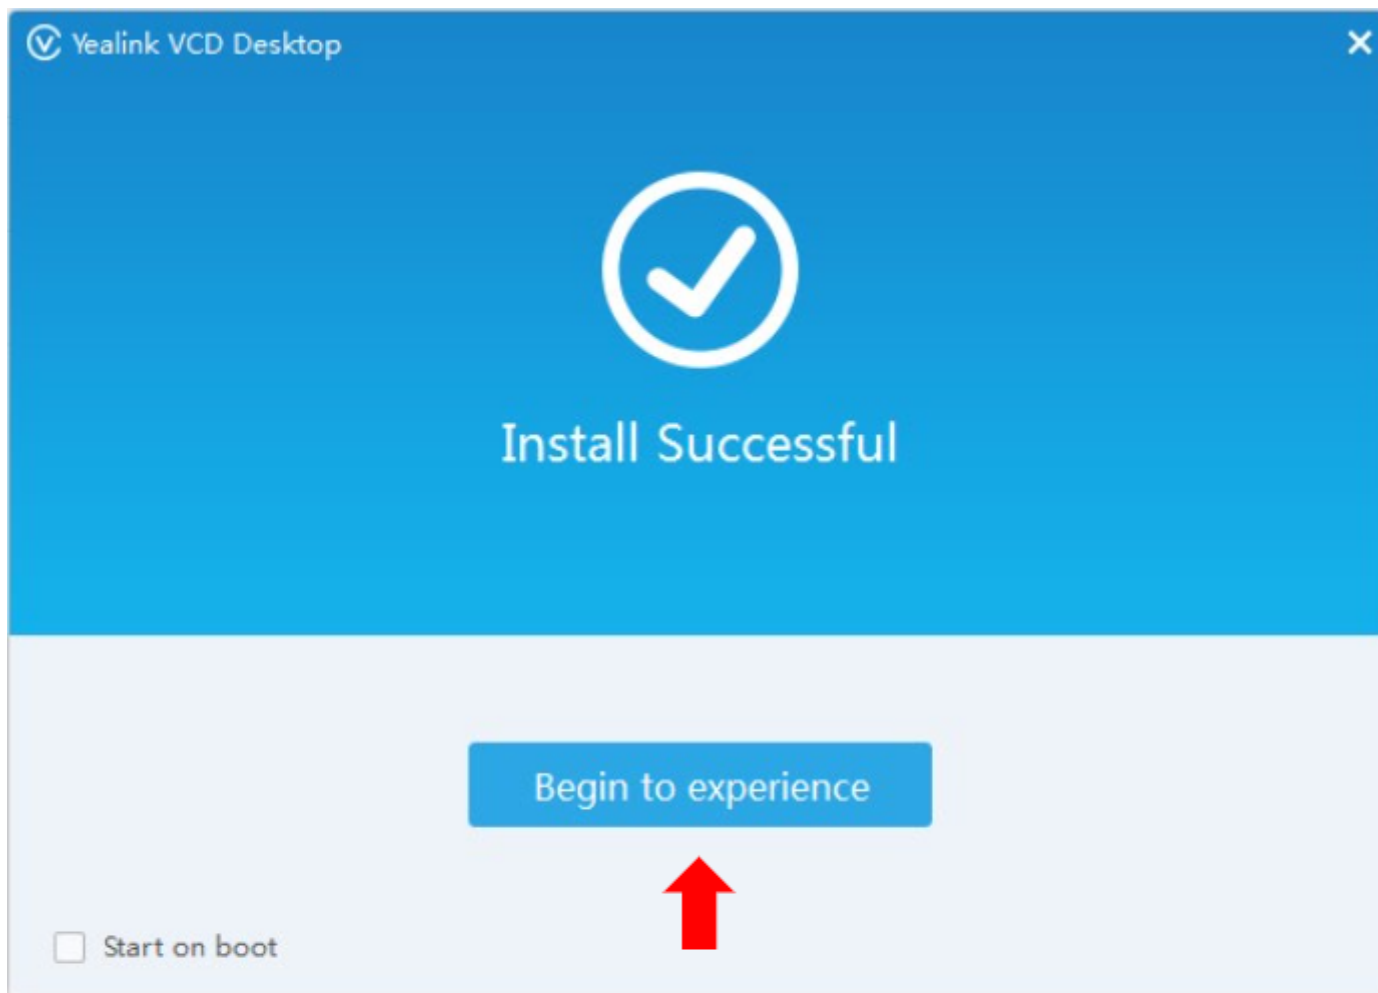 Yealink VCD Desktop
Install Successful
Begin to experience
Start on boot